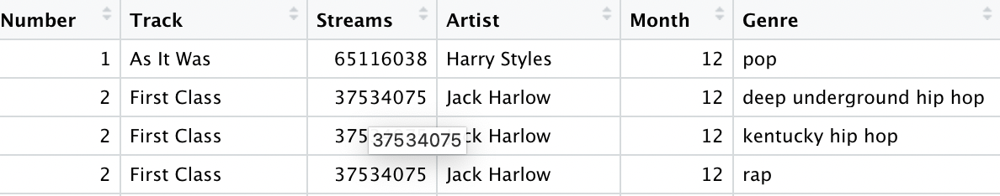 Number Track Streams Artist Month Genre
1 As It Was 65116038 Harry Styles 12 pop
2 First Class 37534075 Jack Harlow 12 deep underground hip hop
2 First Class 375 37534075 ck Harlow 12 kentucky hip hop
2 First Class 37534075 Jack Harlow 12 rap